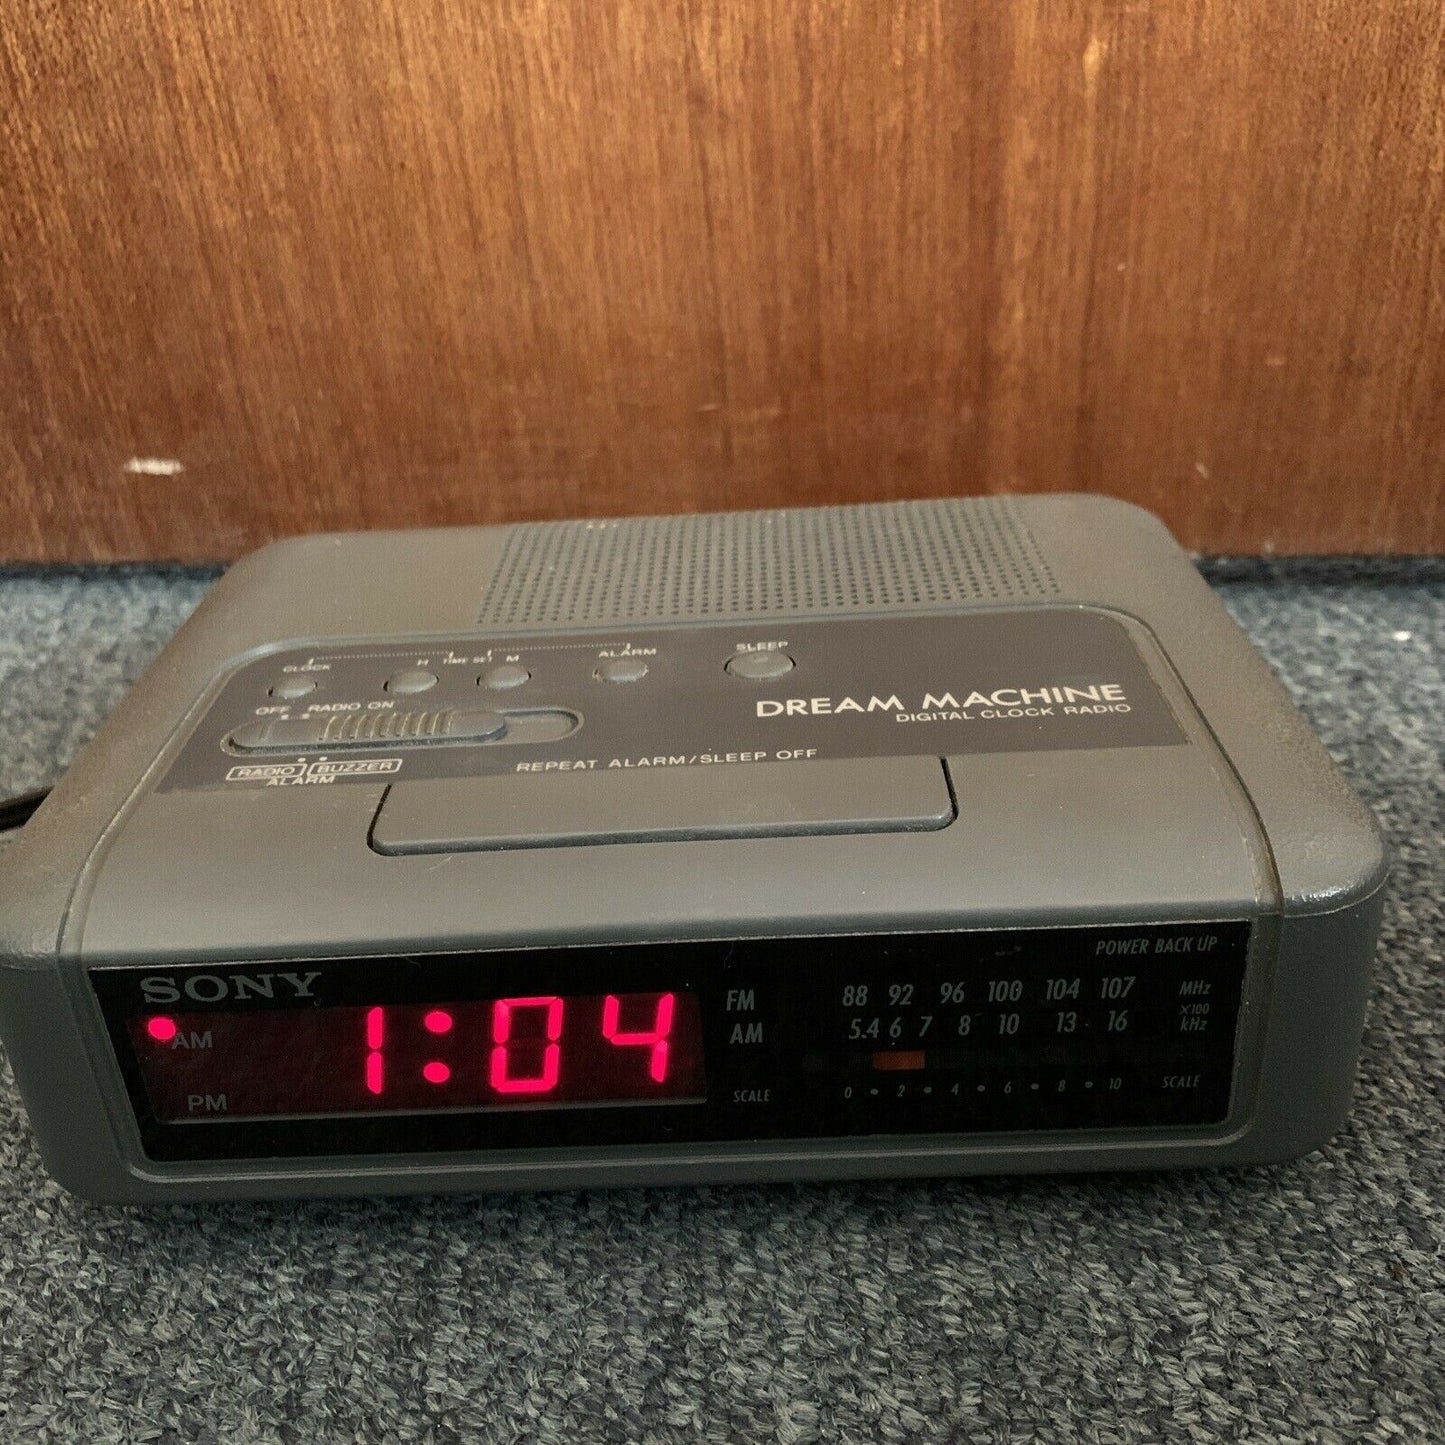 CLOCK H TIME SET M ALARM SLEEP
OFF RADIO ON
DREAM MACHINE
DIGITAL CLOCK RADIO
RADIO BUZZER
ALARM
REPEAT ALARM/SLEEP OFF
POWER BACK UP
SONY
AM
PM
1:04
FM 88 92 96 100 104 107 MHz
AM 5.4 6 7 8 10 13 16 X100 kHz
SCALE 0 2 4 6 8 10 SCALE